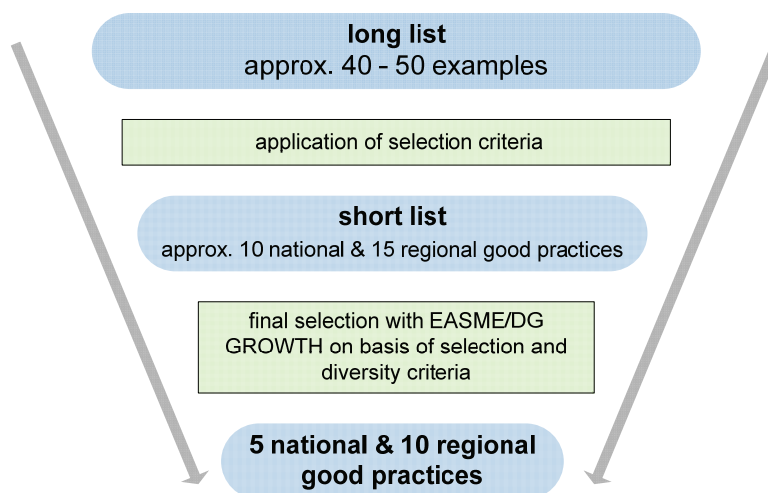 long list
approx. 40 - 50 examples
application of selection criteria
short list
approx. 10 national & 15 regional good practices
final selection with EASME/DG
GROWTH on basis of selection and
diversity criteria
5 national & 10 regional
good practices